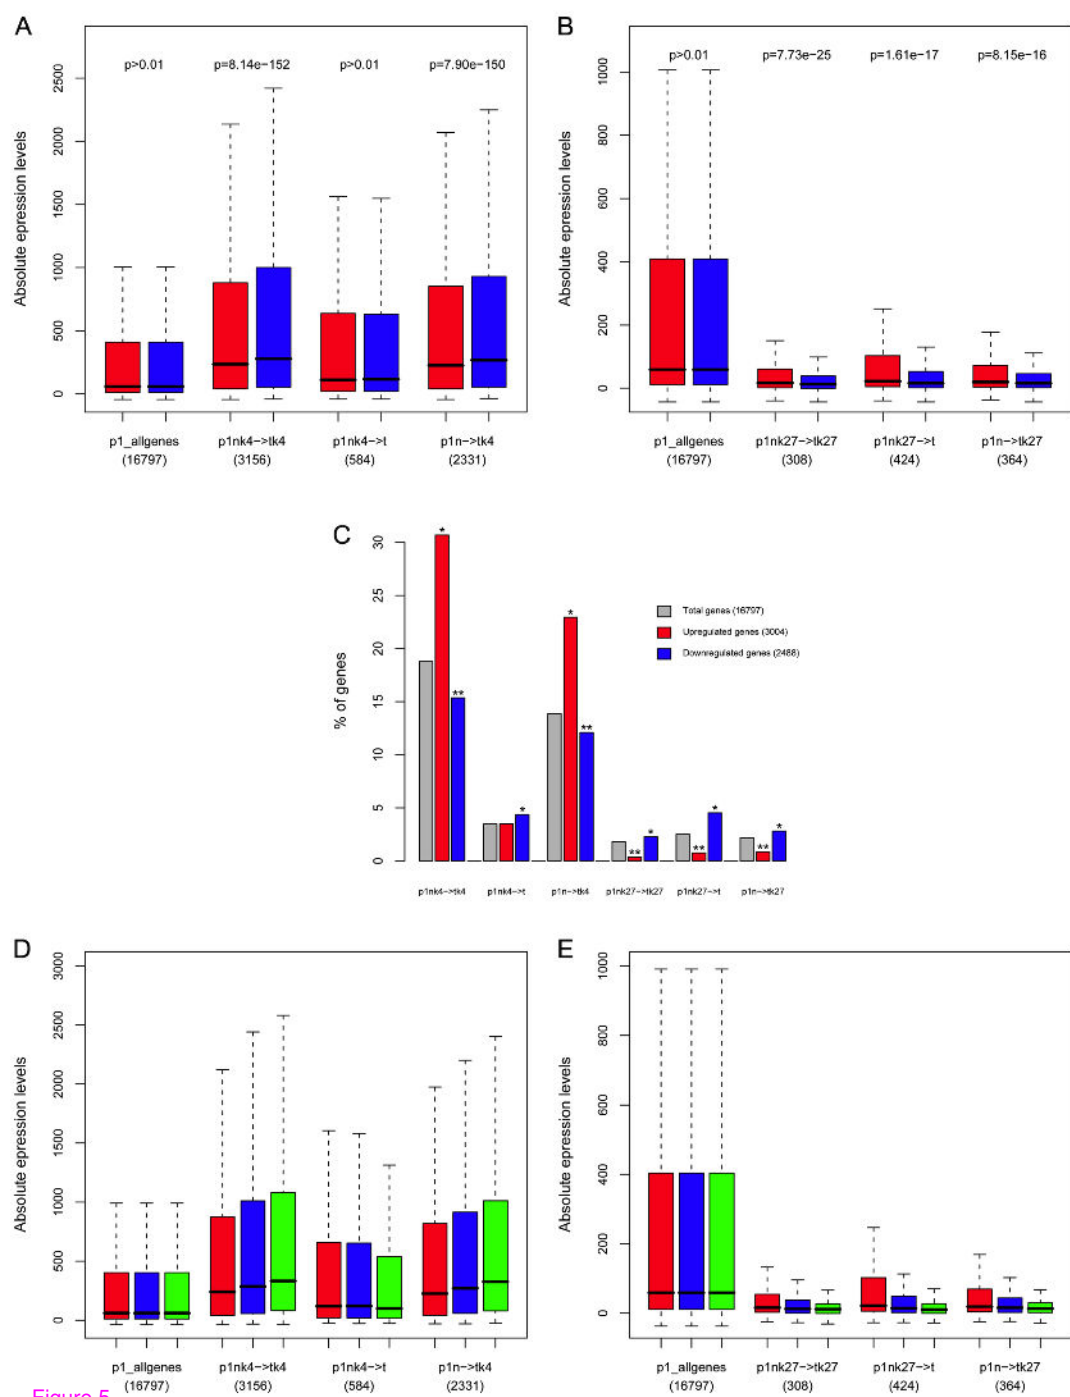 A
p>0.01 p=8.14e−152 p>0.01 p=7.90e−150
Absolute epression levels
0 500 1000 1500 2000 2500
p1_allgenes p1nk4−>tk4 p1nk4−>t p1n−>tk4
(16797) (3156) (584) (2331)
B
p>0.01 p=7.73e−25 p=1.61e−17 p=8.15e−16
Absolute epression levels
0 200 400 600 800 1000
p1_allgenes p1nk27−>tk27 p1nk27−>t p1n−>tk27
(16797) (308) (424) (364)
C
% of genes
0 5 10 15 20 25 30
* ** * * ** ** * ** * ** *
Total genes (16797)
Upregulated genes (3004)
Downregulated genes (2488)
p1nk4−>tk4 p1nk4−>t p1n−>tk4 p1nk27−>tk27 p1nk27−>t p1n−>tk27
D
Absolute epression levels
0 500 1000 1500 2000 2500 3000
p1_allgenes p1nk4−>tk4 p1nk4−>t p1n−>tk4
(16797) (3156) (584) (2331)
E
Absolute epression levels
0 200 400 600 800 1000
p1_allgenes p1nk27−>tk27 p1nk27−>t p1n−>tk27
(16797) (308) (424) (364)
Figure 5